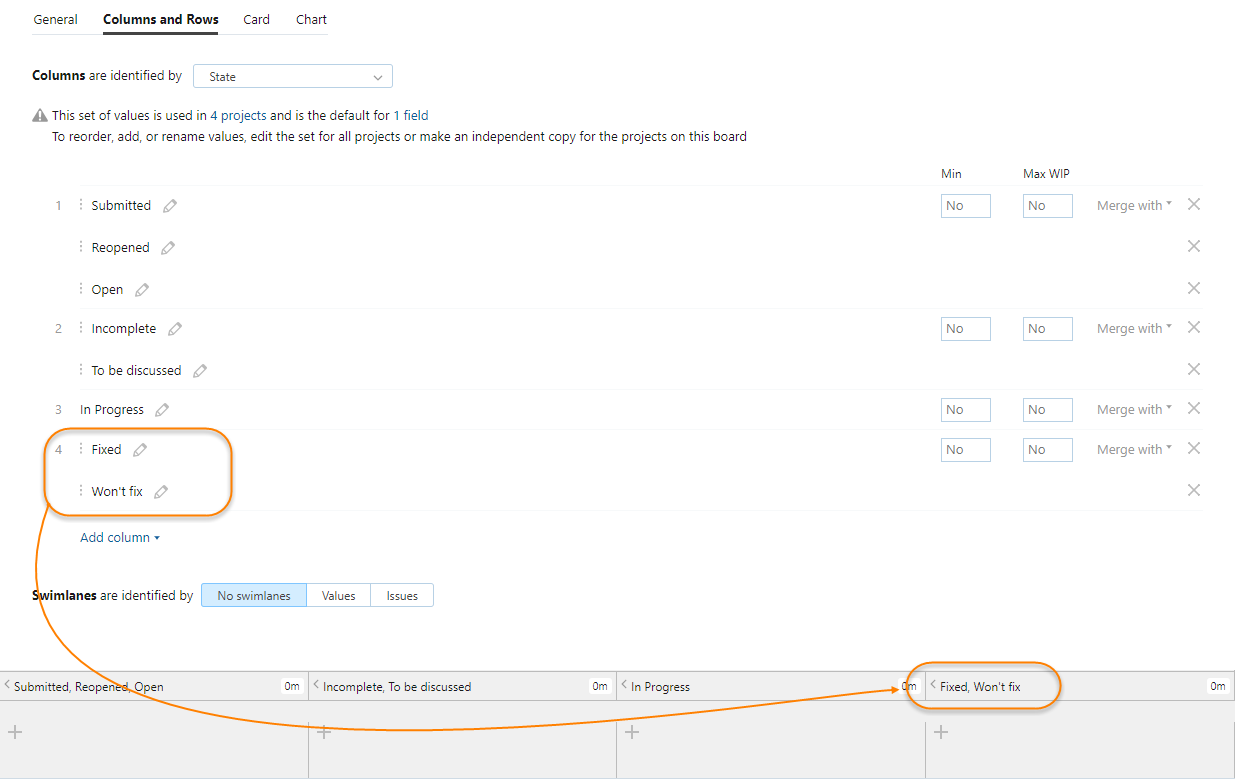 General Columns and Rows Card Chart
Columns are identified by State
This set of values is used in 4 projects and is the default for 1 field
To reorder, add, or rename values, edit the set for all projects or make an independent copy for the projects on this board
Min Max WIP
1 Submitted No No Merge with
Reopened
Open
2 Incomplete No No Merge with
To be discussed
3 In Progress No No Merge with
4 Fixed No No Merge with
Won't fix
Add column
Swimlanes are identified by No swimlanes Values Issues
Submitted, Reopened, Open 0m Incomplete, To be discussed 0m In Progress 0m Fixed, Won't fix 0m